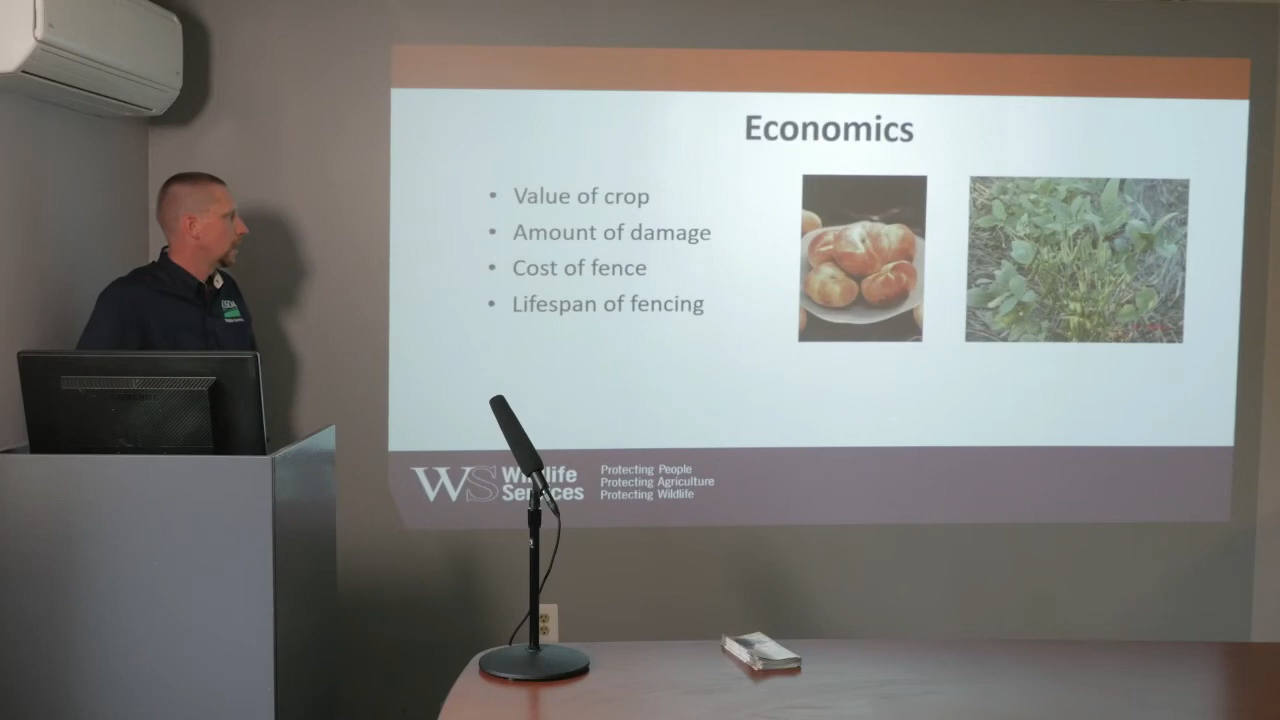 Economics
• Value of crop
• Amount of damage
• Cost of fence
• Lifespan of fencing
WS Wildlife Services
Protecting People
Protecting Agriculture
Protecting Wildlife
USDA